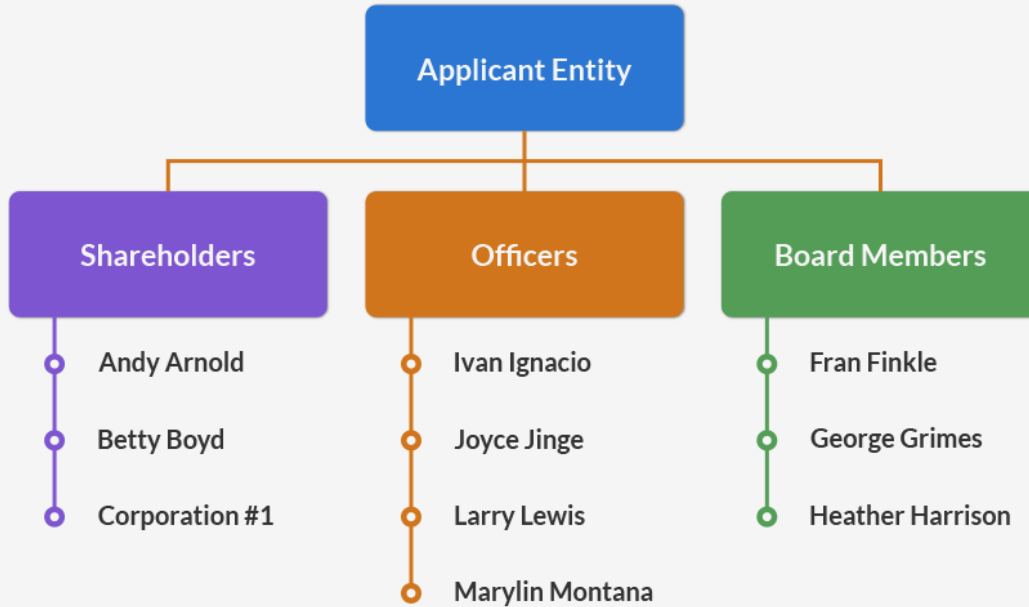 Applicant Entity
Shareholders
Officers
Board Members
Andy Arnold
Betty Boyd
Corporation #1
Ivan Ignacio
Joyce Jinge
Larry Lewis
Marylin Montana
Fran Finkle
George Grimes
Heather Harrison